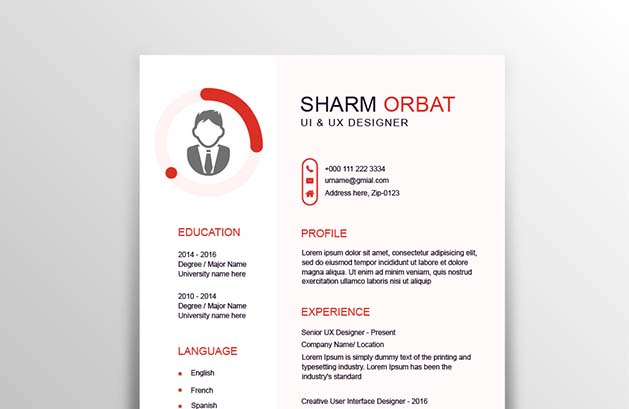 SHARM ORBAT
UI & UX DESIGNER
+000 111 222 3334
urname@gmial.com
Address here, Zip-0123
EDUCATION
2014 - 2016
Degree / Major Name
University name here
2010 - 2014
Degree / Major Name
University name here
LANGUAGE
English
French
Spanish
PROFILE
Lorem ipsum dolor sit amet, consectetur adipisicing elit,
sed do eiusmod tempor incididunt ut labore et dolore
magna aliqua. Ut enim ad minim veniam, quis nostrud
exercitation ullamco laboris nisi ut aliquip
EXPERIENCE
Senior UX Designer - Present
Company Name/ Location
Lorem Ipsum is simply dummy text of the printing and
typesetting industry. Lorem Ipsum has been the
industry's standard
Creative User Interface Designer - 2016